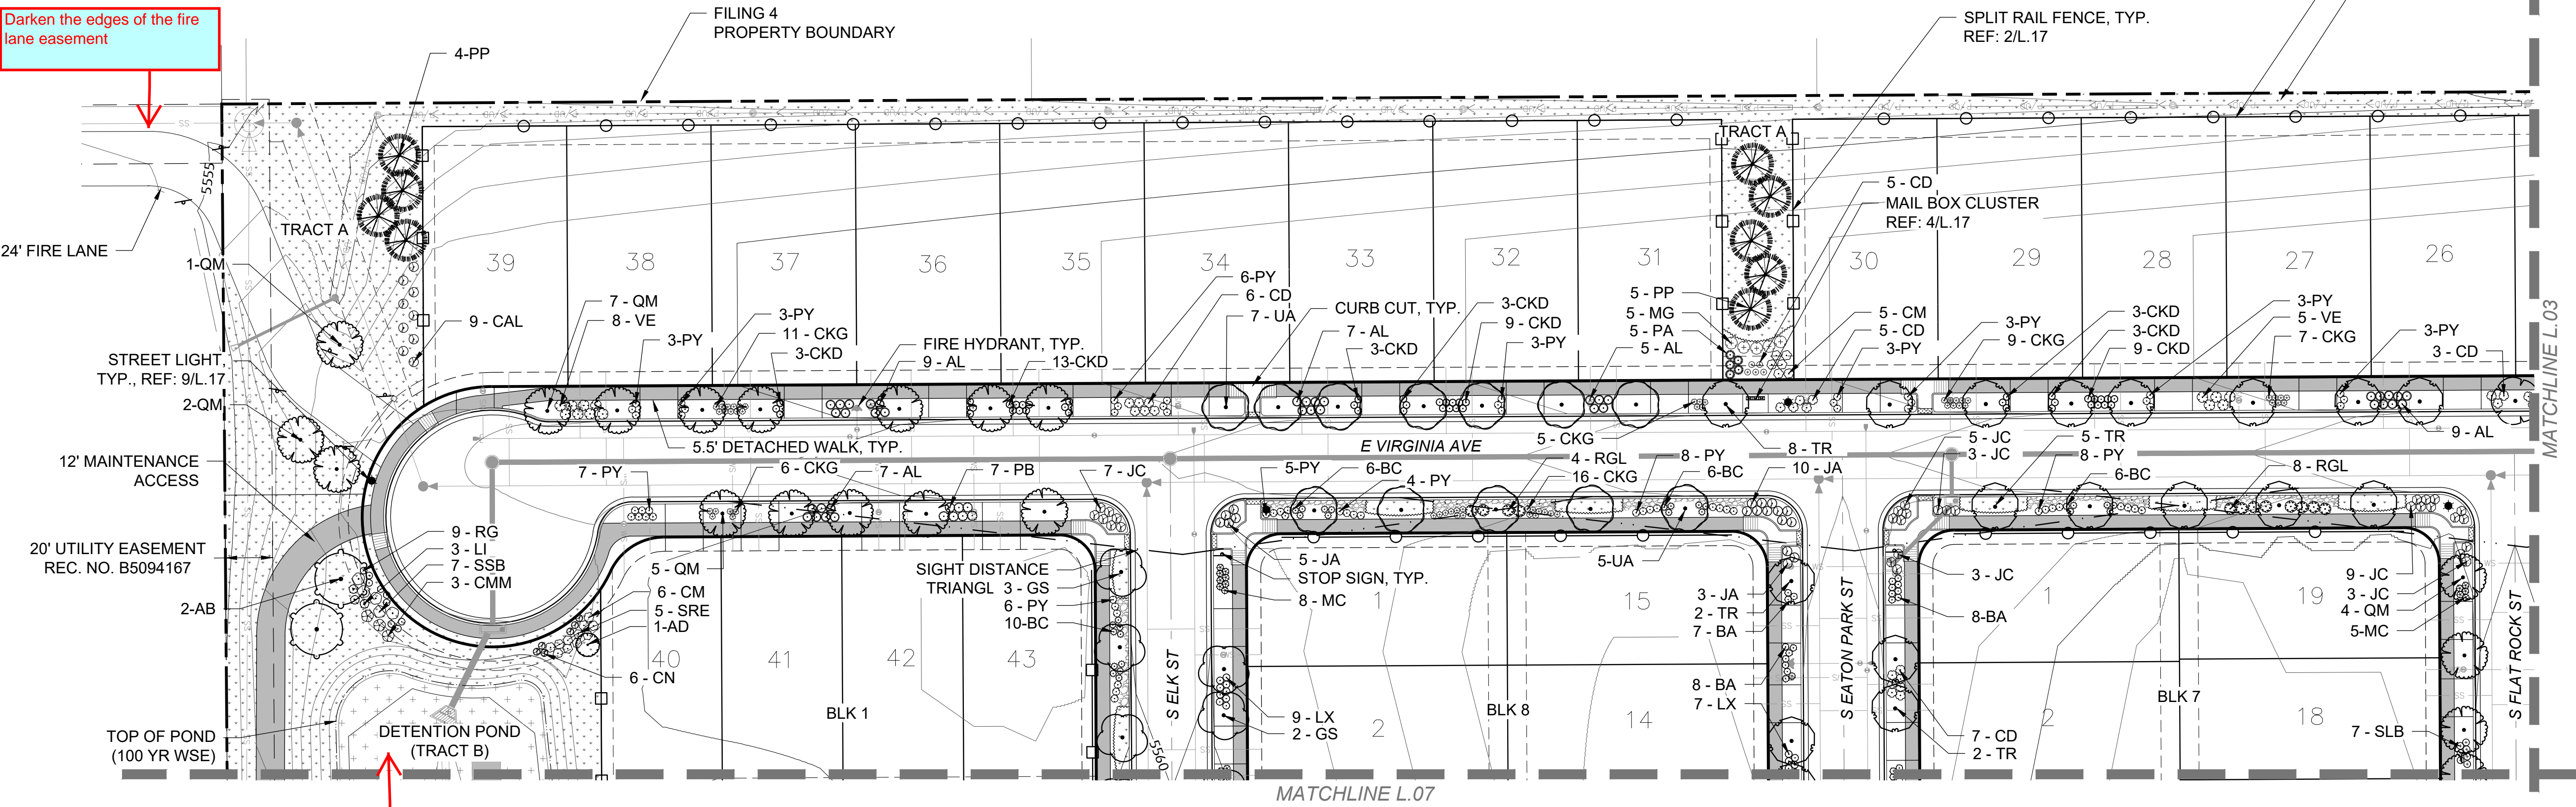 Darken the edges of the fire
lane easement
FILING 4
PROPERTY BOUNDARY
SPLIT RAIL FENCE, TYP.
REF: 2/L.17
4-PP
SS
5555
TRACT A
24' FIRE LANE
1-QM
TRACT A
5 - CD
MAIL BOX CLUSTER
REF: 4/L.17
39
38
37
36
35
34
33
32
31
30
29
28
27
26
9 - CAL
7 - QM
8 - VE
3-PY
3-PY
11 - CKG
3-CKD
FIRE HYDRANT, TYP.
9 - AL
13-CKD
6-PY
6 - CD
7 - UA
CURB CUT, TYP.
7 - AL
3-CKD
3-CKD
9 - CKD
3-PY
5 - PP
5 - MG
5 - PA
5 - AL
5 - CM
5 - CD
3-PY
3-PY
9 - CKG
3-CKD
3-CKD
9 - CKD
3-PY
5 - VE
7 - CKG
3-PY
3 - CD
MATCHLINE L.03
STREET LIGHT,
TYP., REF: 9/L.17
2-QM
12' MAINTENANCE
ACCESS
5.5' DETACHED WALK, TYP.
E VIRGINIA AVE
5 - CKG
8 - TR
9 - AL
7 - PY
6 - CKG
7 - AL
7 - PB
7 - JC
5-PY
6-BC
4 - PY
4 - RGL
16 - CKG
8 - PY
6-BC
10 - JA
5 - JC
3 - JC
5 - TR
8 - PY
6-BC
8 - RGL
20' UTILITY EASEMENT
REC. NO. B5094167
9 - RG
3 - LI
7 - SSB
3 - CMM
2-AB
5 - QM
6 - CM
5 - SRE
1-AD
6 - CN
SIGHT DISTANCE
TRIANGL
3 - GS
6 - PY
10-BC
5 - JA
STOP SIGN, TYP.
8 - MC
5-UA
3 - JA
2 - TR
7 - BA
3 - JC
8-BA
9 - JC
3 - JC
4 - QM
5-MC
40
41
42
43
1
15
1
19
BLK 1
S ELK ST
9 - LX
2 - GS
2
BLK 8
14
8 - BA
7 - LX
S EATON PARK ST
7 - CD
2 - TR
2
BLK 7
18
7 - SLB
S FLAT ROCK ST
5560
TOP OF POND
(100 YR WSE)
DETENTION POND
(TRACT B)
MATCHLINE L.07